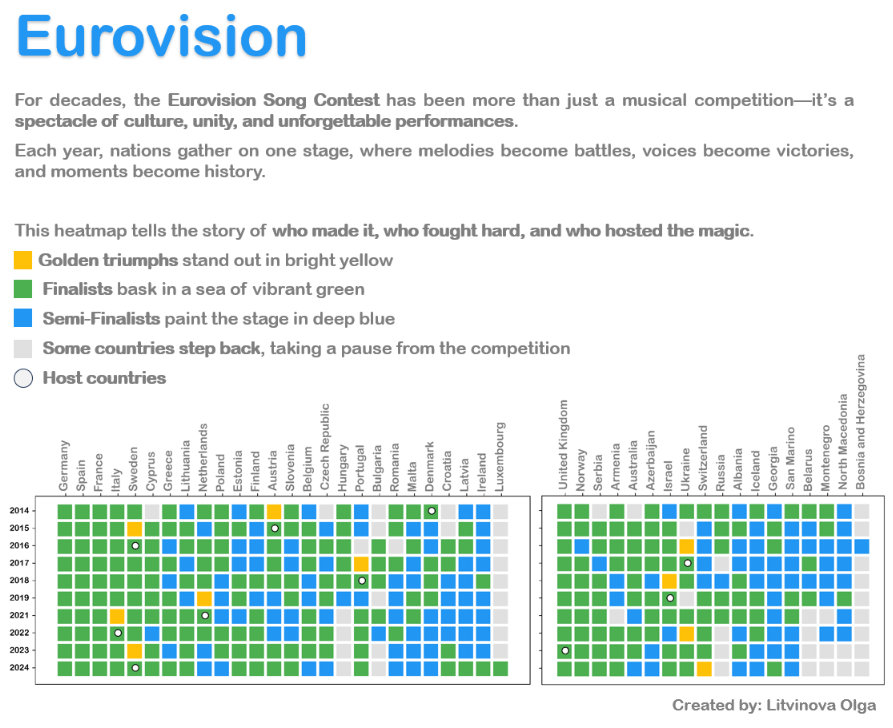 Eurovision
For decades, the Eurovision Song Contest has been more than just a musical competition—it's a
spectacle of culture, unity, and unforgettable performances.
Each year, nations gather on one stage, where melodies become battles, voices become victories,
and moments become history.
This heatmap tells the story of who made it, who fought hard, and who hosted the magic.
Golden triumphs stand out in bright yellow
Finalists bask in a sea of vibrant green
Semi-Finalists paint the stage in deep blue
Some countries step back, taking a pause from the competition
Host countries
Germany
Spain
France
Italy
Sweden
Cyprus
Greece
Lithuania
Netherlands
Poland
Estonia
Finland
Austria
Slovenia
Belgium
Czech Republic
Hungary
Portugal
Bulgaria
Romania
Malta
Denmark
Croatia
Latvia
Ireland
Luxembourg
United Kingdom
Norway
Serbia
Armenia
Australia
Azerbaijan
Israel
Ukraine
Switzerland
Russia
Albania
Iceland
Georgia
San Marino
Belarus
Montenegro
North Macedonia
Bosnia and Herzegovina
2014
2015
2016
2017
2018
2019
2021
2022
2023
2024
Created by: Litvinova Olga